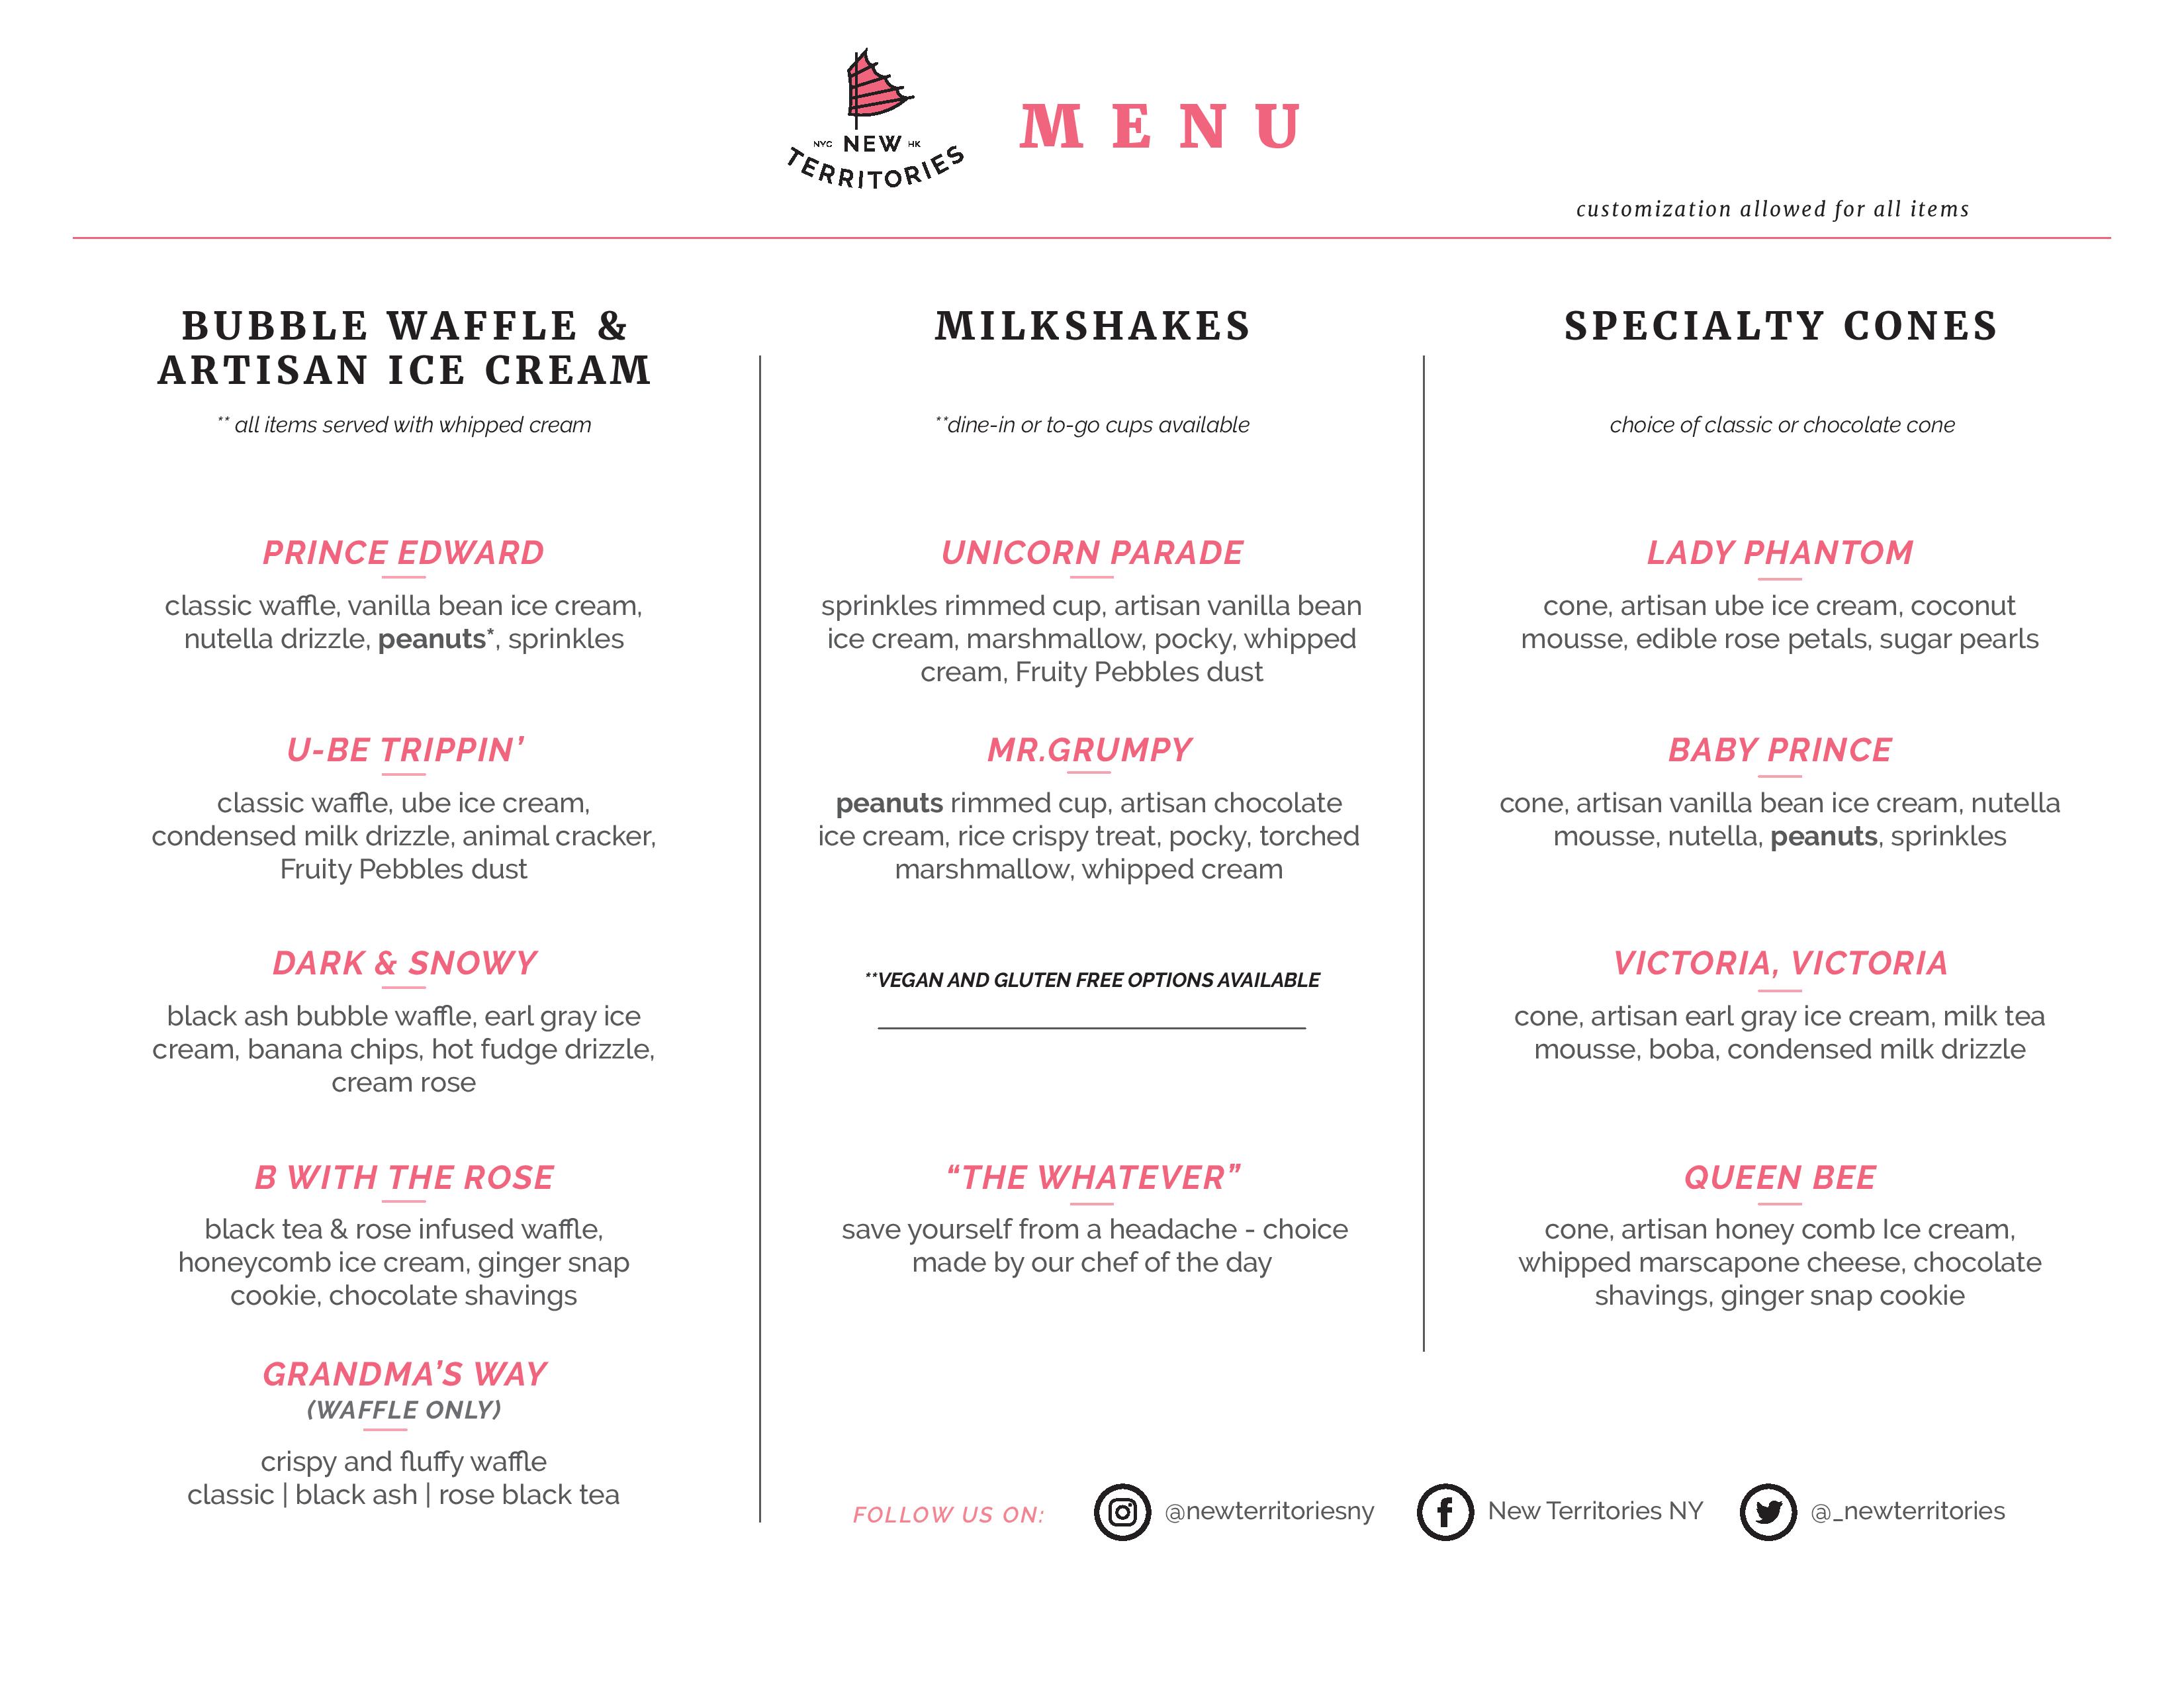 NYC NEW HK
TERRITORIES
MENU
customization allowed for all items
BUBBLE WAFFLE &
ARTISAN ICE CREAM
** all items served with whipped cream
PRINCE EDWARD
classic waffle, vanilla bean ice cream,
nutella drizzle, peanuts*, sprinkles
U-BE TRIPPIN’
classic waffle, ube ice cream,
condensed milk drizzle, animal cracker,
Fruity Pebbles dust
DARK & SNOWY
black ash bubble waffle, earl gray ice
cream, banana chips, hot fudge drizzle,
cream rose
B WITH THE ROSE
black tea & rose infused waffle,
honeycomb ice cream, ginger snap
cookie, chocolate shavings
GRANDMA’S WAY
(WAFFLE ONLY)
crispy and fluffy waffle
classic | black ash | rose black tea
MILKSHAKES
**dine-in or to-go cups available
UNICORN PARADE
sprinkles rimmed cup, artisan vanilla bean
ice cream, marshmallow, pocky, whipped
cream, Fruity Pebbles dust
MR.GRUMPY
peanuts rimmed cup, artisan chocolate
ice cream, rice crispy treat, pocky, torched
marshmallow, whipped cream
**VEGAN AND GLUTEN FREE OPTIONS AVAILABLE
“THE WHATEVER”
save yourself from a headache - choice
made by our chef of the day
SPECIALTY CONES
choice of classic or chocolate cone
LADY PHANTOM
cone, artisan ube ice cream, coconut
mousse, edible rose petals, sugar pearls
BABY PRINCE
cone, artisan vanilla bean ice cream, nutella
mousse, nutella, peanuts, sprinkles
VICTORIA, VICTORIA
cone, artisan earl gray ice cream, milk tea
mousse, boba, condensed milk drizzle
QUEEN BEE
cone, artisan honey comb Ice cream,
whipped marscapone cheese, chocolate
shavings, ginger snap cookie
FOLLOW US ON: @newterritoriesny New Territories NY @_newterritories